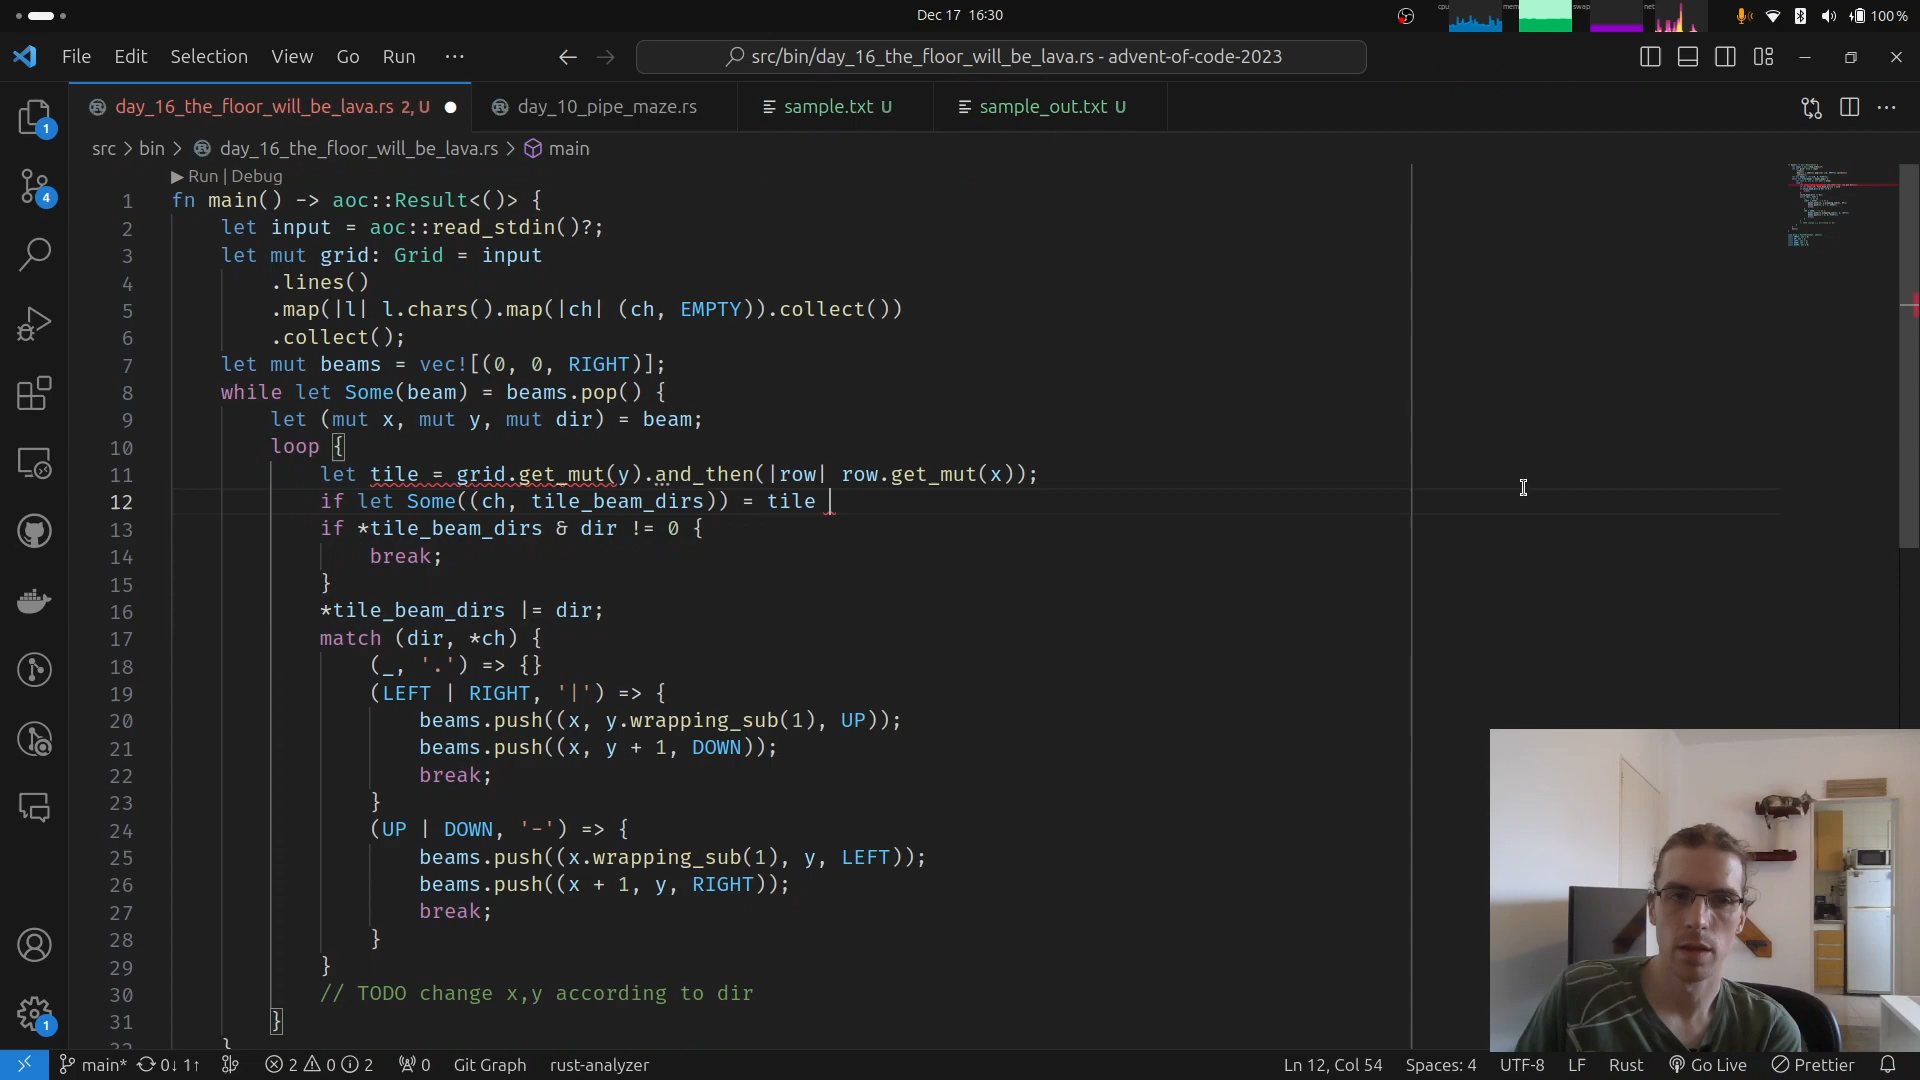 Dec 17 16:30
cpu
mem
swap
net
100 %
File Edit Selection View Go Run ···
src/bin/day_16_the_floor_will_be_lava.rs - advent-of-code-2023
day_16_the_floor_will_be_lava.rs 2, U
day_10_pipe_maze.rs
sample.txt U
sample_out.txt U
src > bin > day_16_the_floor_will_be_lava.rs > main
▶ Run | Debug
1 fn main() -> aoc::Result<()> {
2 let input = aoc::read_stdin()?;
3 let mut grid: Grid = input
4 .lines()
5 .map(|l| l.chars().map(|ch| (ch, EMPTY)).collect())
6 .collect();
7 let mut beams = vec![(0, 0, RIGHT)];
8 while let Some(beam) = beams.pop() {
9 let (mut x, mut y, mut dir) = beam;
10 loop {
11 let tile = grid.get_mut(y).and_then(|row| row.get_mut(x));
12 if let Some((ch, tile_beam_dirs)) = tile
13 if *tile_beam_dirs & dir != 0 {
14 break;
15 }
16 *tile_beam_dirs |= dir;
17 match (dir, *ch) {
18 (_, '.') => {}
19 (LEFT | RIGHT, '|') => {
20 beams.push((x, y.wrapping_sub(1), UP));
21 beams.push((x, y + 1, DOWN));
22 break;
23 }
24 (UP | DOWN, '-') => {
25 beams.push((x.wrapping_sub(1), y, LEFT));
26 beams.push((x + 1, y, RIGHT));
27 break;
28 }
29 }
30 // TODO change x,y according to dir
31 }
32 }
1
4
1
main* 0↓ 1↑ 2 0 2 0 Git Graph rust-analyzer
Ln 12, Col 54 Spaces: 4 UTF-8 LF Rust Go Live Prettier